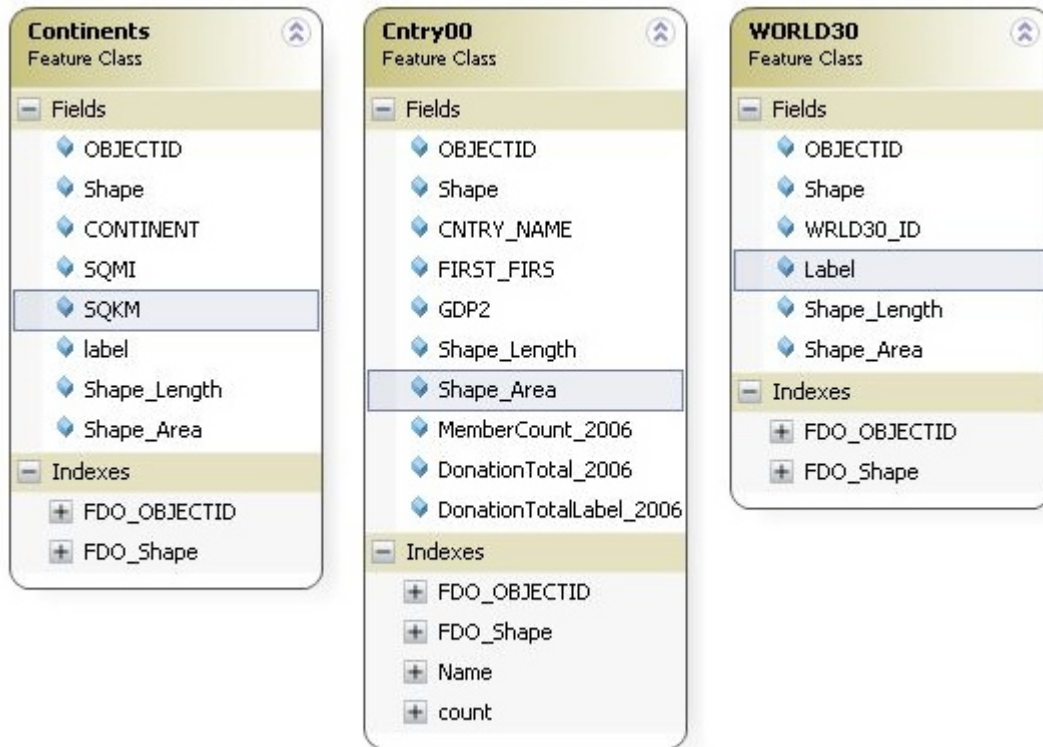 Continents
Feature Class
Fields
OBJECTID
Shape
CONTINENT
SQMI
SQKM
label
Shape_Length
Shape_Area
Indexes
FDO_OBJECTID
FDO_Shape
Cntry00
Feature Class
Fields
OBJECTID
Shape
CNTRY_NAME
FIRST_FIRS
GDP2
Shape_Length
Shape_Area
MemberCount_2006
DonationTotal_2006
DonationTotalLabel_2006
Indexes
FDO_OBJECTID
FDO_Shape
Name
count
WORLD30
Feature Class
Fields
OBJECTID
Shape
WRLD30_ID
Label
Shape_Length
Shape_Area
Indexes
FDO_OBJECTID
FDO_Shape